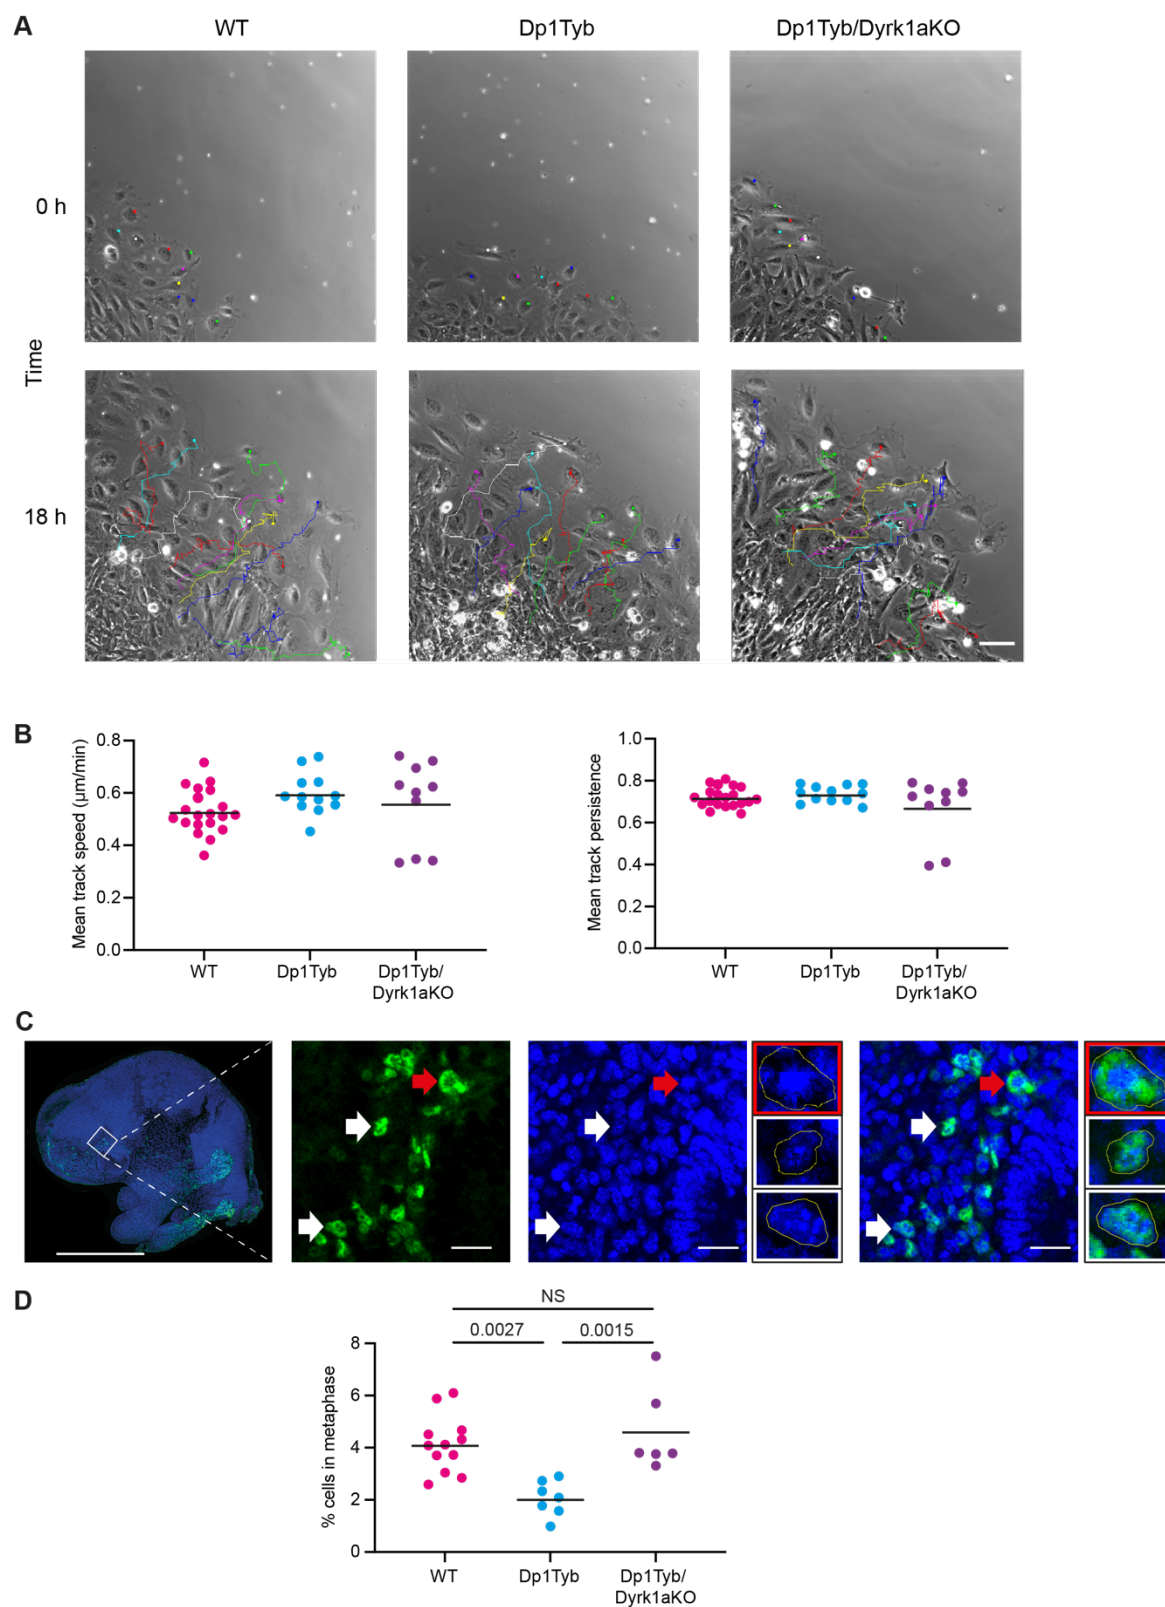 A
WT
Dp1Tyb
Dp1Tyb/Dyrk1aKO
0 h
Time
18 h
B
Mean track speed (µm/min)
0.8
0.6
0.4
0.2
0.0
WT
Dp1Tyb
Dp1Tyb/
Dyrk1aKO
Mean track persistence
1.0
0.8
0.6
0.4
0.2
0.0
WT
Dp1Tyb
Dp1Tyb/
Dyrk1aKO
C
D
NS
0.0027
0.0015
% cells in metaphase
8
6
4
2
0
WT
Dp1Tyb
Dp1Tyb/
Dyrk1aKO